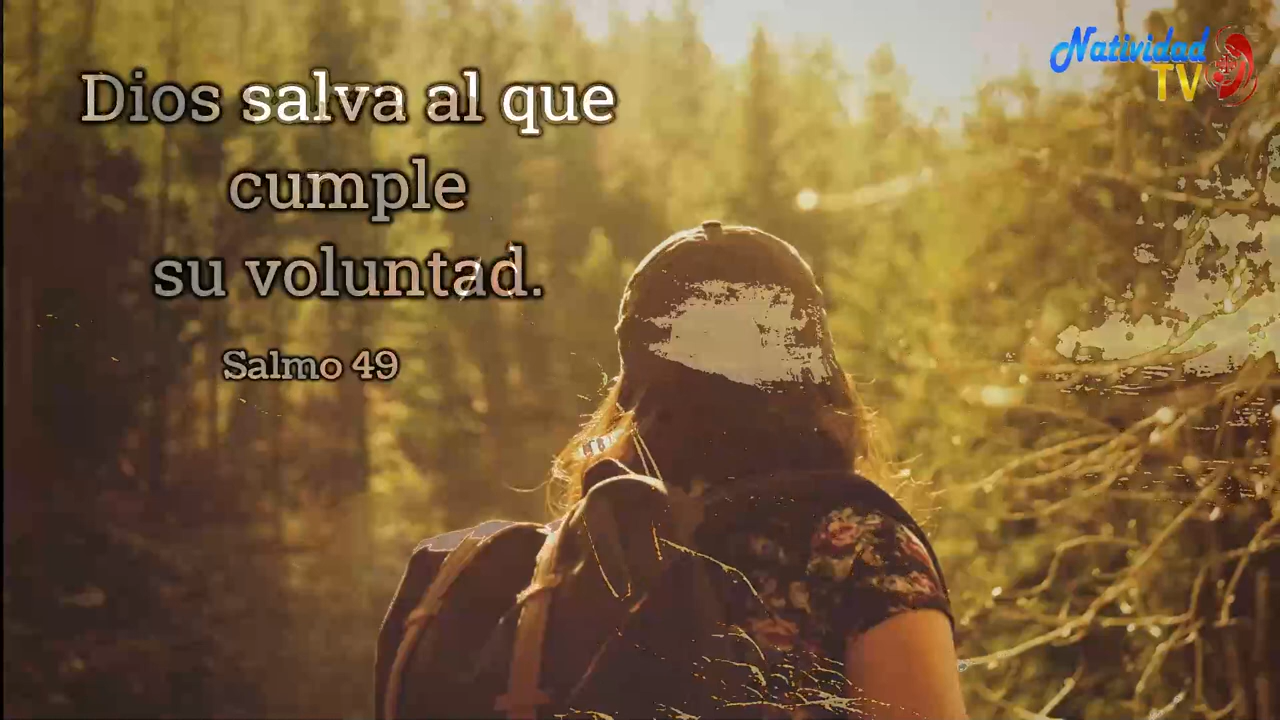 Dios salva al que
cumple
su voluntad.
Salmo 49
Natividad
TV